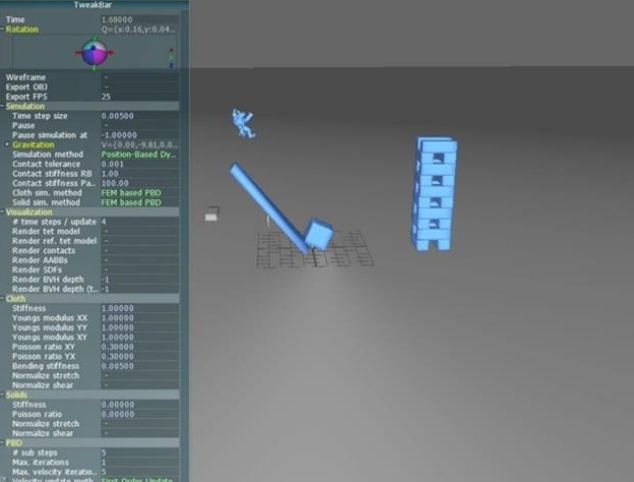 TweakBar
Time 1.68000
Rotation Q={x:0.16,y:0.04..
Wireframe -
Export OBJ -
Export FPS 25
Simulation
Time step size 0.00500
Pause -
Pause simulation at -1.00000
Gravitation V={0.00,-9.81,0.0..
Simulation method Position-Based Dy..
Contact tolerance 0.001
Contact stiffness RB 1.00
Contact stiffness Pa.. 100.00
Cloth sim. method FEM based PBD
Solid sim. method FEM based PBD
Visualization
# time steps / update 4
Render tet model -
Render ref. tet model -
Render contacts -
Render AABBs -
Render SDFs -
Render BVH depth -1
Render BVH depth (t.. -1
Cloth
Stiffness 1.00000
Youngs modulus XX 1.00000
Youngs modulus YY 1.00000
Youngs modulus XY 1.00000
Poisson ratio XY 0.30000
Poisson ratio YX 0.30000
Bending stiffness 0.00500
Normalize stretch -
Normalize shear -
Solids
Stiffness 0.00000
Poisson ratio 0.00000
Normalize stretch -
Normalize shear -
PBD
# sub steps 5
Max. iterations 1
Max. velocity iteratio.. 5
Velocity update meth.. First Order Update